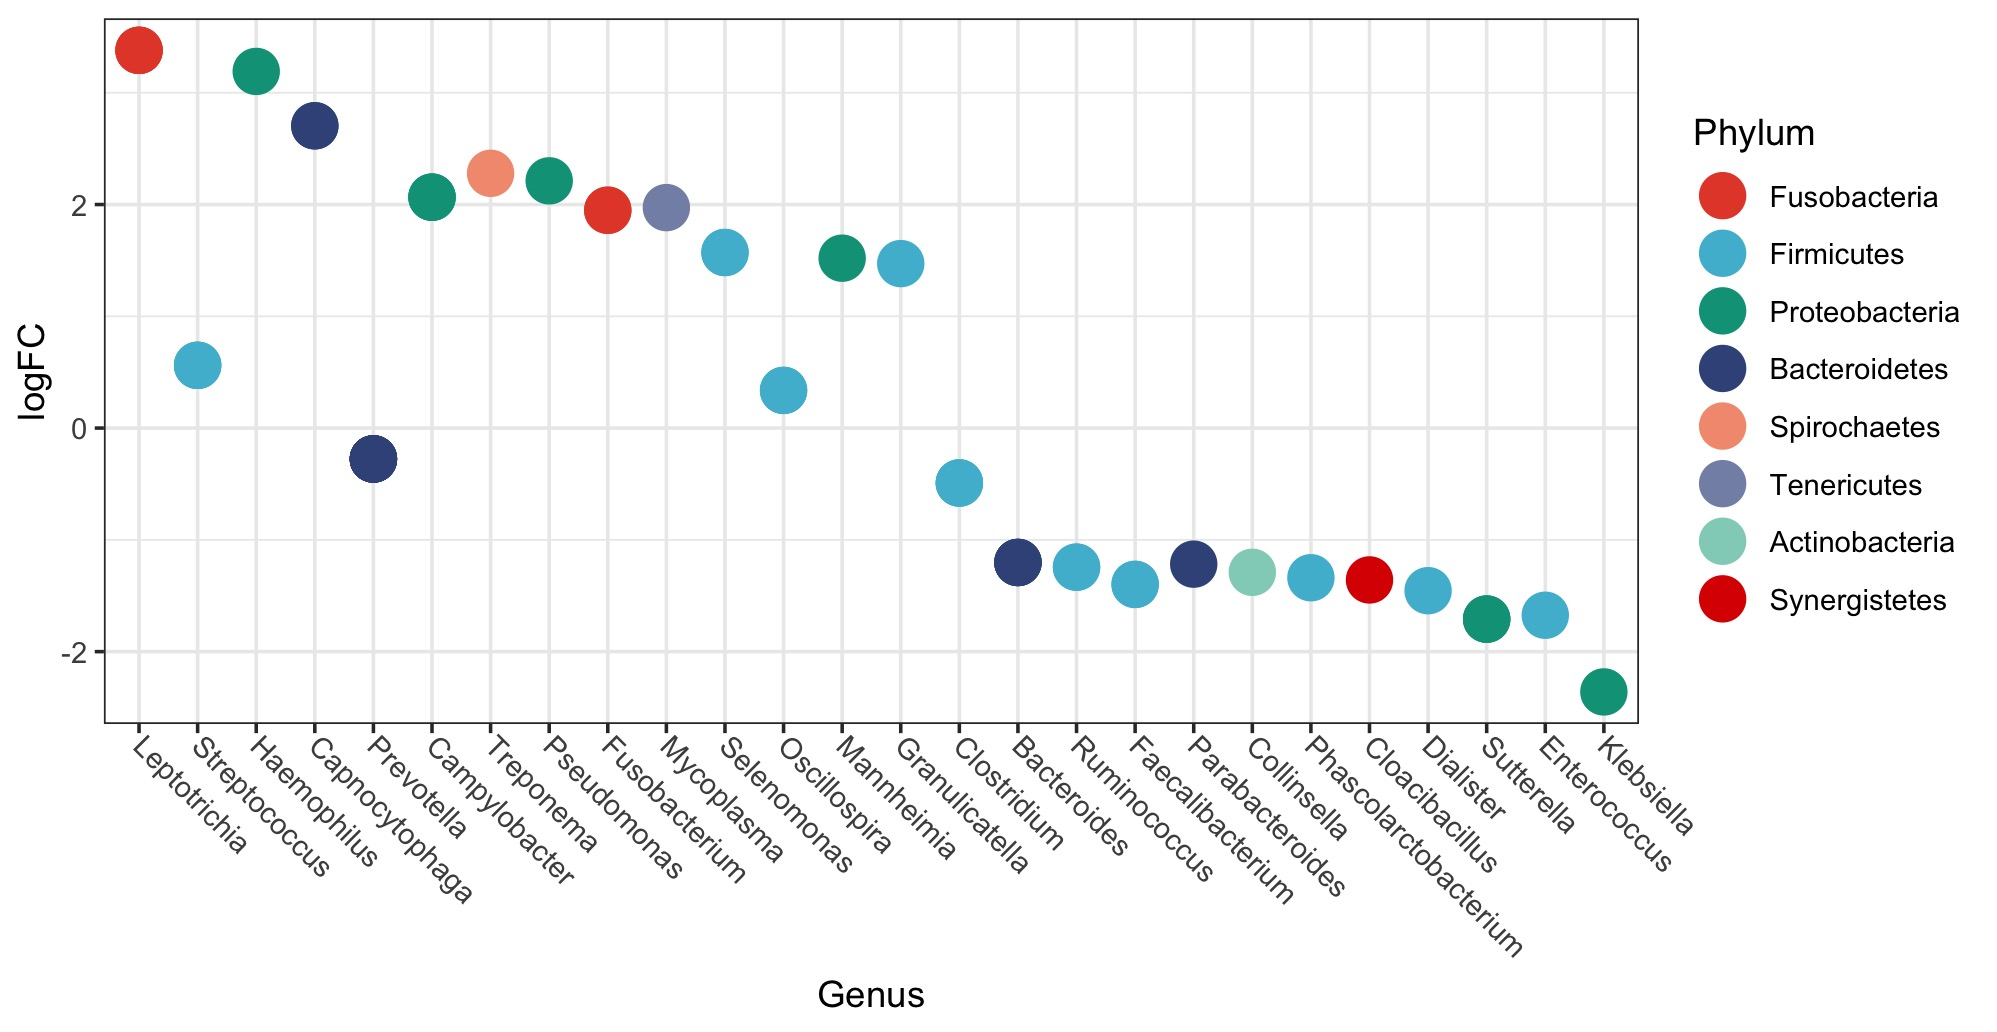 logFC
2
0
-2
Leptotrichia
Streptococcus
Haemophilus
Capnocytophaga
Prevotella
Campylobacter
Treponema
Pseudomonas
Fusobacterium
Mycoplasma
Selenomonas
Oscillospira
Mannheimia
Granulicatella
Clostridium
Bacteroides
Ruminococcus
Faecalibacterium
Parabacteroides
Collinsella
Phascolarctobacterium
Cloacibacillus
Dialister
Sutterella
Enterococcus
Klebsiella
Genus
Phylum
Fusobacteria
Firmicutes
Proteobacteria
Bacteroidetes
Spirochaetes
Tenericutes
Actinobacteria
Synergistetes